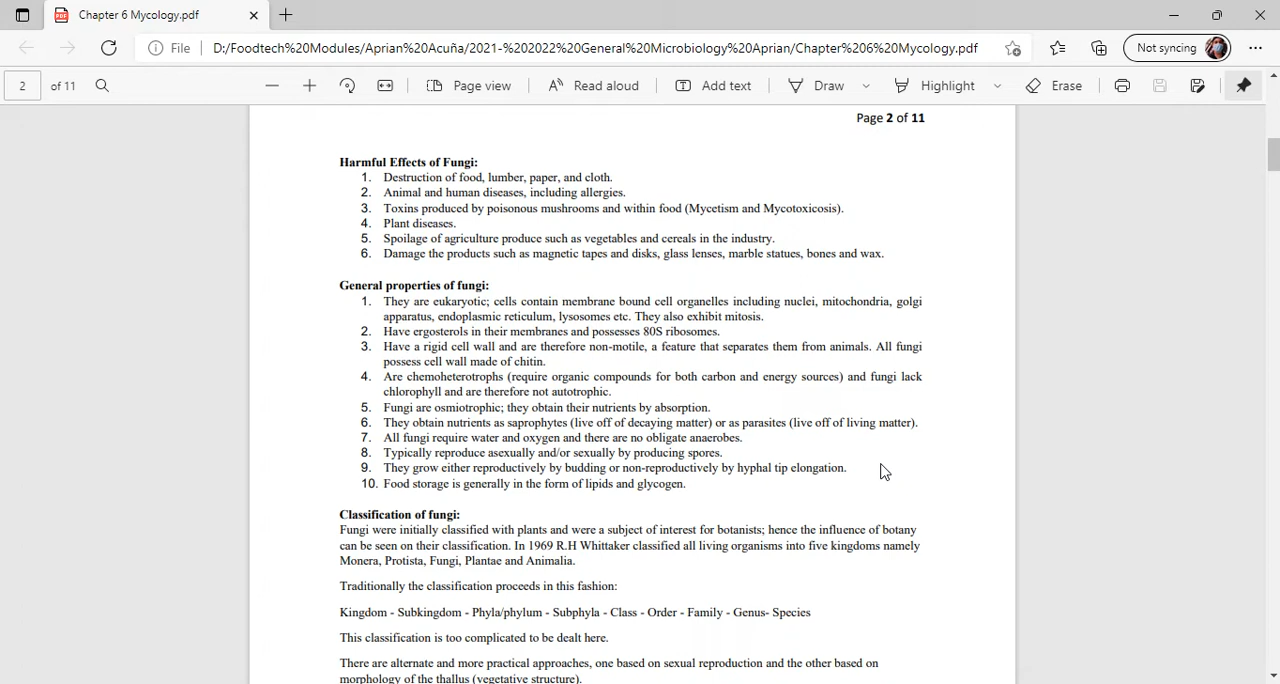 Chapter 6 Mycology.pdf
File D:/Foodtech%20Modules/Aprian%20Acuña/2021-%202022%20General%20Microbiology%20Aprian/Chapter%206%20Mycology.pdf Not syncing
2 of 11 Page view Read aloud Add text Draw Highlight Erase
Page 2 of 11
Harmful Effects of Fungi:
1. Destruction of food, lumber, paper, and cloth.
2. Animal and human diseases, including allergies.
3. Toxins produced by poisonous mushrooms and within food (Mycetism and Mycotoxicosis).
4. Plant diseases.
5. Spoilage of agriculture produce such as vegetables and cereals in the industry.
6. Damage the products such as magnetic tapes and disks, glass lenses, marble statues, bones and wax.
General properties of fungi:
1. They are eukaryotic; cells contain membrane bound cell organelles including nuclei, mitochondria, golgi
apparatus, endoplasmic reticulum, lysosomes etc. They also exhibit mitosis.
2. Have ergosterols in their membranes and possesses 80S ribosomes.
3. Have a rigid cell wall and are therefore non-motile, a feature that separates them from animals. All fungi
possess cell wall made of chitin.
4. Are chemoheterotrophs (require organic compounds for both carbon and energy sources) and fungi lack
chlorophyll and are therefore not autotrophic.
5. Fungi are osmiotrophic; they obtain their nutrients by absorption.
6. They obtain nutrients as saprophytes (live off of decaying matter) or as parasites (live off of living matter).
7. All fungi require water and oxygen and there are no obligate anaerobes.
8. Typically reproduce asexually and/or sexually by producing spores.
9. They grow either reproductively by budding or non-reproductively by hyphal tip elongation.
10. Food storage is generally in the form of lipids and glycogen.
Classification of fungi:
Fungi were initially classified with plants and were a subject of interest for botanists; hence the influence of botany
can be seen on their classification. In 1969 R.H Whittaker classified all living organisms into five kingdoms namely
Monera, Protista, Fungi, Plantae and Animalia.
Traditionally the classification proceeds in this fashion:
Kingdom - Subkingdom - Phyla/phylum - Subphyla - Class - Order - Family - Genus- Species
This classification is too complicated to be dealt here.
There are alternate and more practical approaches, one based on sexual reproduction and the other based on
morphology of the thallus (vegetative structure).